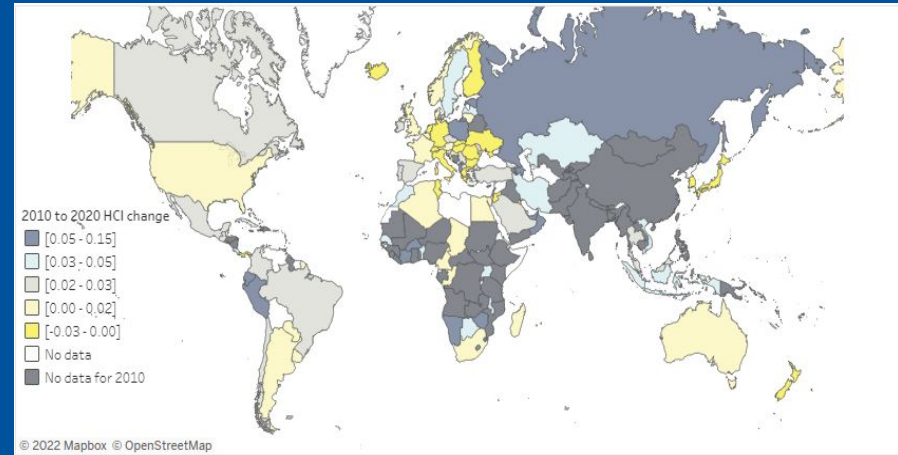 2010 to 2020 HCI change
[0.05 - 0.15]
[0.03 - 0.05]
[0.02 - 0.03]
[0.00 - 0.02]
[-0.03 - 0.00]
No data
No data for 2010
© 2022 Mapbox © OpenStreetMap